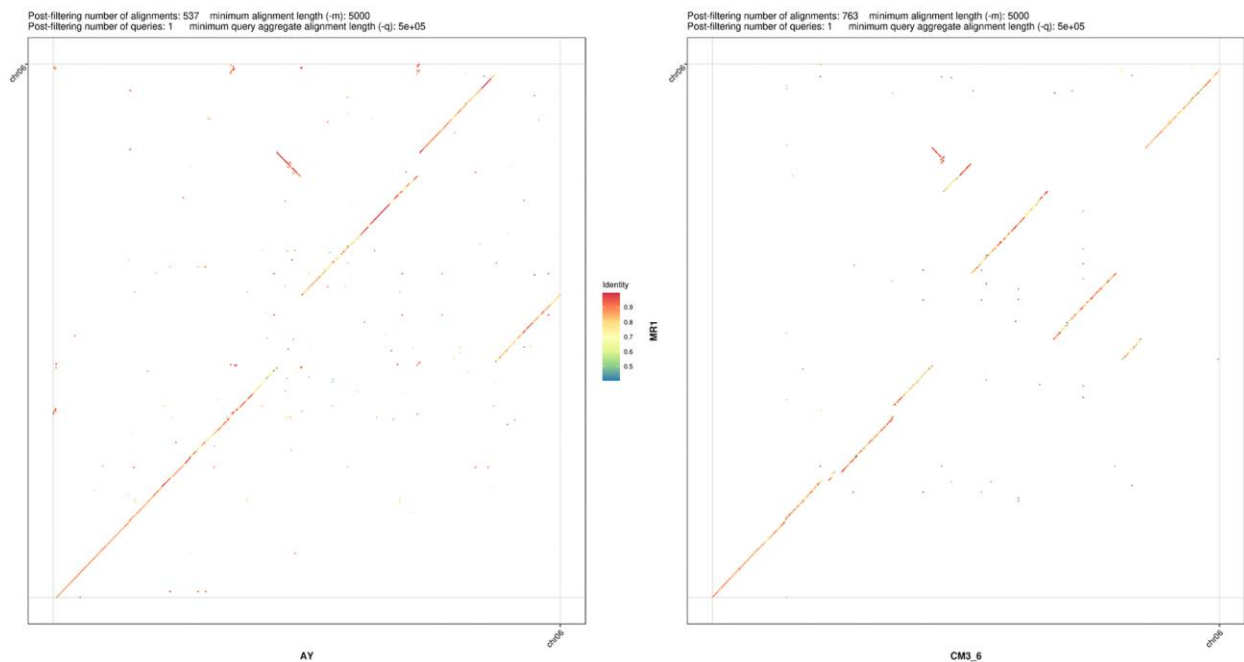 Post-filtering number of alignments: 537 minimum alignment length (-m): 5000
Post-filtering number of queries: 1 minimum query aggregate alignment length (-q): 5e+05
chr06
chr06
AY
Identity
0.9
0.8
0.7
0.6
0.5
Post-filtering number of alignments: 763 minimum alignment length (-m): 5000
Post-filtering number of queries: 1 minimum query aggregate alignment length (-q): 5e+05
MR1
chr06
chr06
CM3_6